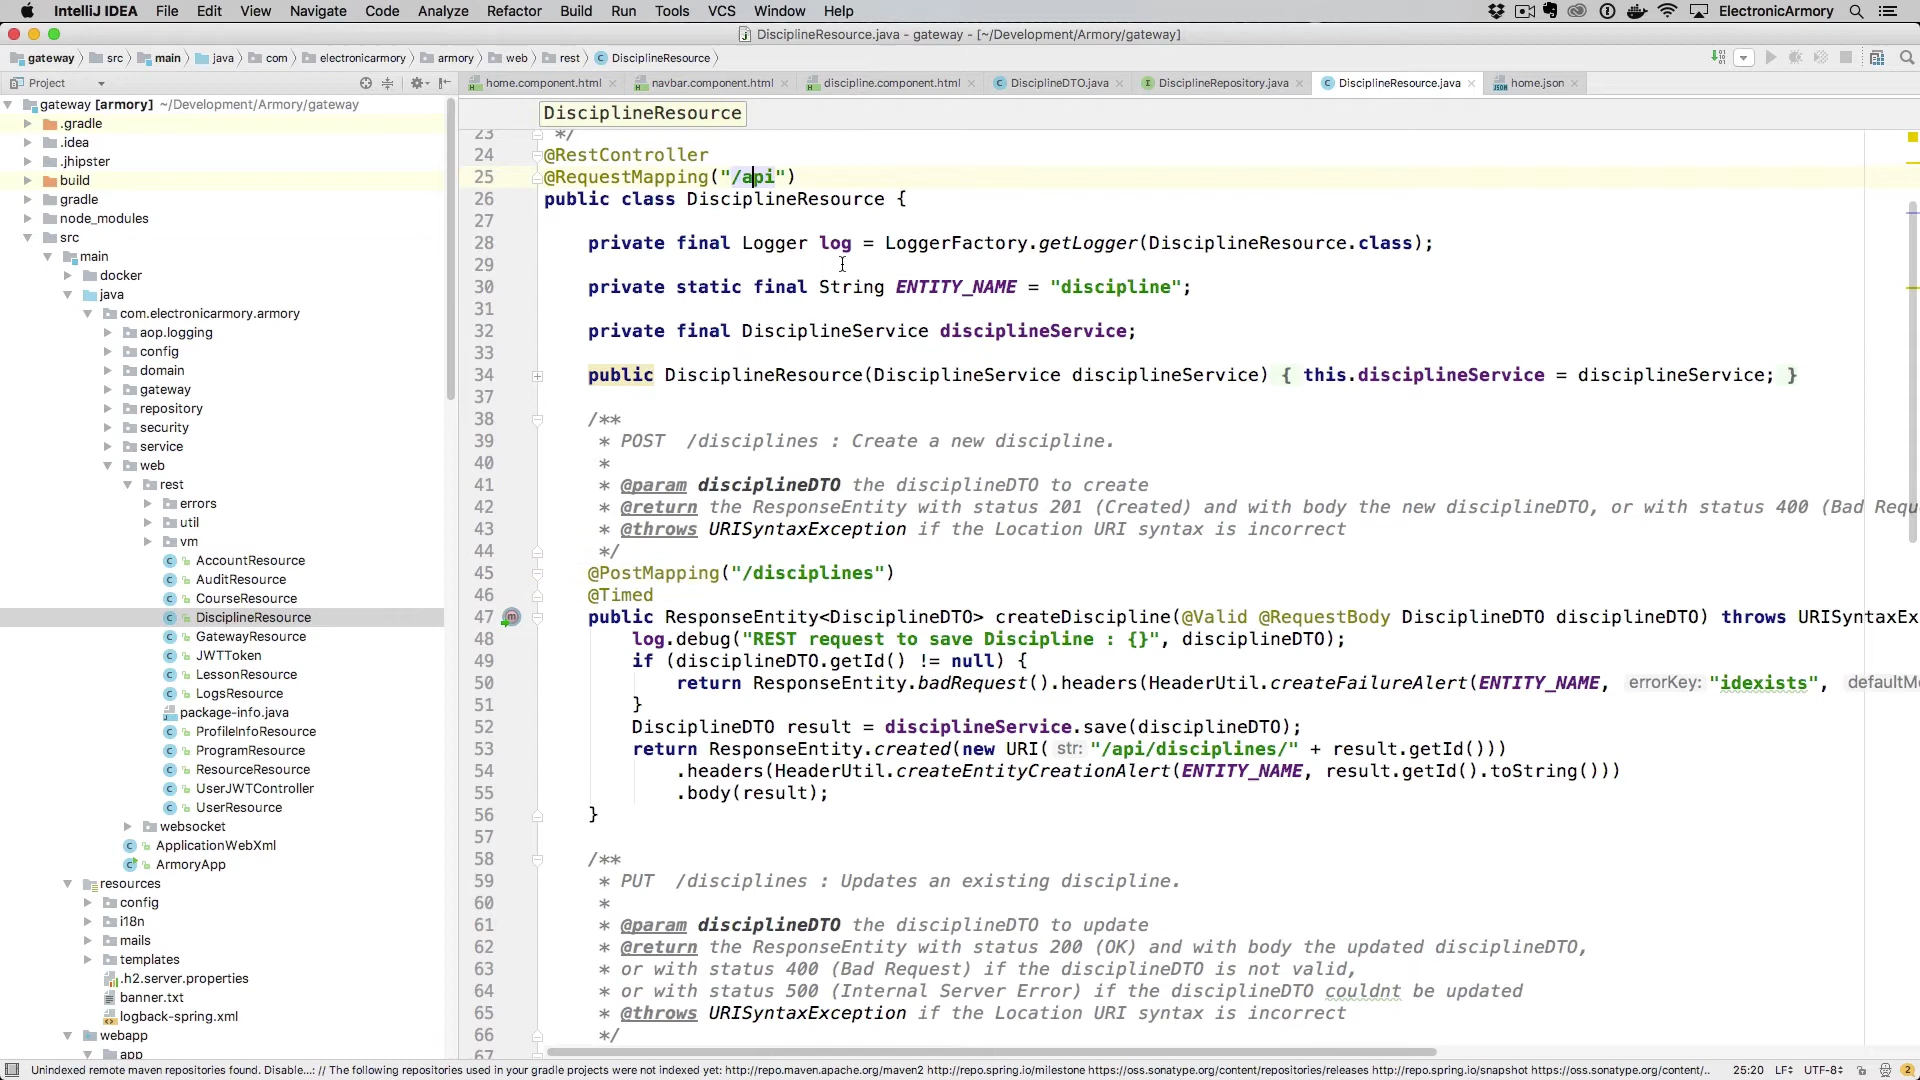 IntelliJ IDEA File Edit View Navigate Code Analyze Refactor Build Run Tools VCS Window Help ElectronicArmory
DisciplineResource.java - gateway - [~/Development/Armory/gateway]
gateway src main java com electronicarmory armory web rest DisciplineResource
Project
home.component.html navbar.component.html discipline.component.html DisciplineDTO.java DisciplineRepository.java DisciplineResource.java home.json
gateway [armory] ~/Development/Armory/gateway
.gradle
.idea
.jhipster
build
gradle
node_modules
src
main
docker
java
com.electronicarmory.armory
aop.logging
config
domain
gateway
repository
security
service
web
rest
errors
util
vm
AccountResource
AuditResource
CourseResource
DisciplineResource
GatewayResource
JWTToken
LessonResource
LogsResource
package-info.java
ProfileInfoResource
ProgramResource
ResourceResource
UserJWTController
UserResource
websocket
ApplicationWebXml
ArmoryApp
resources
config
i18n
mails
templates
.h2.server.properties
banner.txt
logback-spring.xml
webapp
app
DisciplineResource
23 */
24 @RestController
25 @RequestMapping("/api")
26 public class DisciplineResource {
27
28 private final Logger log = LoggerFactory.getLogger(DisciplineResource.class);
29
30 private static final String ENTITY_NAME = "discipline";
31
32 private final DisciplineService disciplineService;
33
34 public DisciplineResource(DisciplineService disciplineService) { this.disciplineService = disciplineService; }
37
38 /**
39 * POST /disciplines : Create a new discipline.
40 *
41 * @param disciplineDTO the disciplineDTO to create
42 * @return the ResponseEntity with status 201 (Created) and with body the new disciplineDTO, or with status 400 (Bad Requ
43 * @throws URISyntaxException if the Location URI syntax is incorrect
44 */
45 @PostMapping("/disciplines")
46 @Timed
47 public ResponseEntity<DisciplineDTO> createDiscipline(@Valid @RequestBody DisciplineDTO disciplineDTO) throws URISyntaxEx
48 log.debug("REST request to save Discipline : {}", disciplineDTO);
49 if (disciplineDTO.getId() != null) {
50 return ResponseEntity.badRequest().headers(HeaderUtil.createFailureAlert(ENTITY_NAME, errorKey: "idexists", defaultMe
51 }
52 DisciplineDTO result = disciplineService.save(disciplineDTO);
53 return ResponseEntity.created(new URI( str: "/api/disciplines/" + result.getId()))
54 .headers(HeaderUtil.createEntityCreationAlert(ENTITY_NAME, result.getId().toString()))
55 .body(result);
56 }
57
58 /**
59 * PUT /disciplines : Updates an existing discipline.
60 *
61 * @param disciplineDTO the disciplineDTO to update
62 * @return the ResponseEntity with status 200 (OK) and with body the updated disciplineDTO,
63 * or with status 400 (Bad Request) if the disciplineDTO is not valid,
64 * or with status 500 (Internal Server Error) if the disciplineDTO couldnt be updated
65 * @throws URISyntaxException if the Location URI syntax is incorrect
66 */
67
Unindexed remote maven repositories found. Disable...: // The following repositories used in your gradle projects were not indexed yet: http://repo.maven.apache.org/maven2 http://repo.spring.io/milestone https://oss.sonatype.org/content/repositories/releases http://repo.spring.io/snapshot https://oss.sonatype.org/content/.. 25:20 LF UTF-8 2